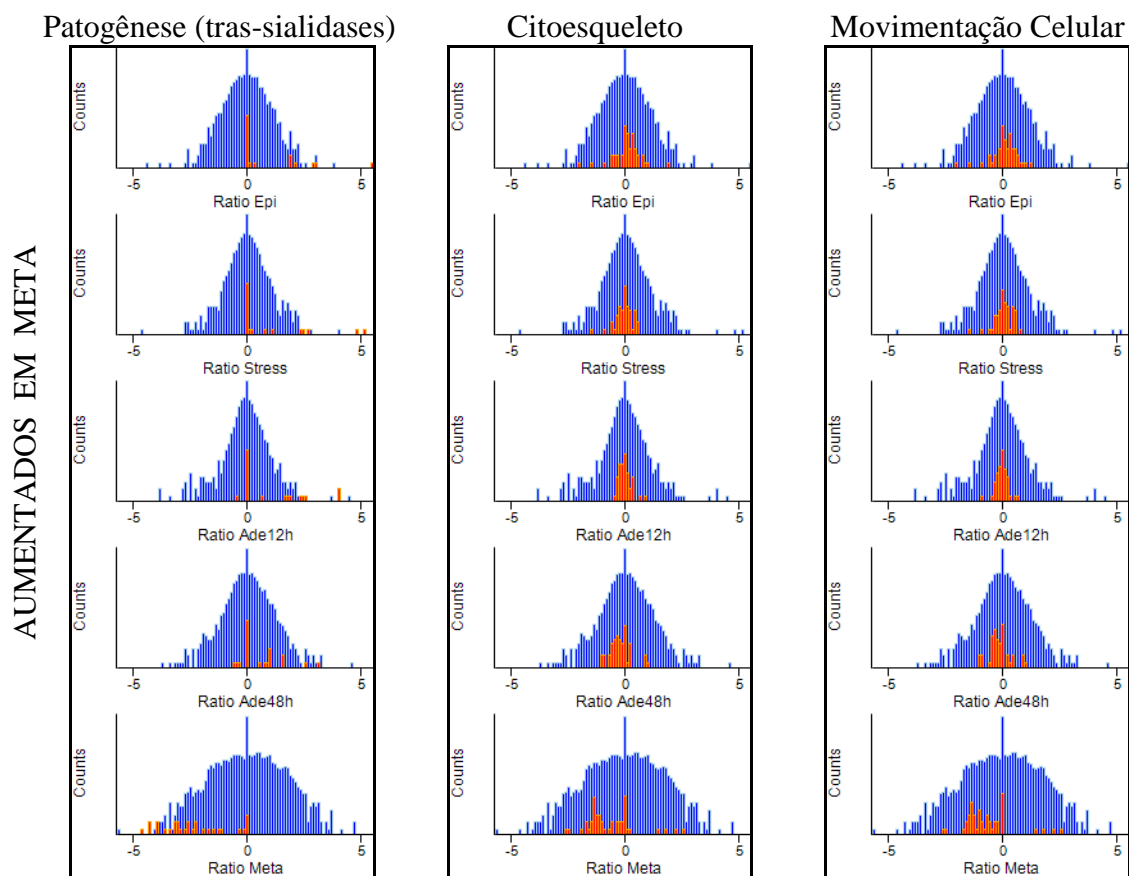 Patogênese (tras-sialidases)
Citoesqueleto
Movimentação Celular
AUMENTADOS EM META
Counts
-5 0 5
Ratio Epi
Counts
-5 0 5
Ratio Epi
Counts
-5 0 5
Ratio Epi
Counts
-5 0 5
Ratio Stress
Counts
-5 0 5
Ratio Stress
Counts
-5 0 5
Ratio Stress
Counts
-5 0 5
Ratio Ade12h
Counts
-5 0 5
Ratio Ade12h
Counts
-5 0 5
Ratio Ade12h
Counts
-5 0 5
Ratio Ade48h
Counts
-5 0 5
Ratio Ade48h
Counts
-5 0 5
Ratio Ade48h
Counts
-5 0 5
Ratio Meta
Counts
-5 0 5
Ratio Meta
Counts
-5 0 5
Ratio Meta